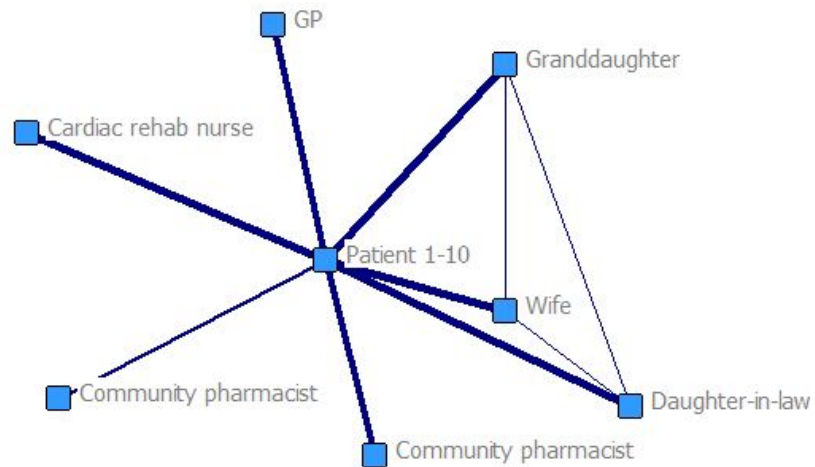 GP
Granddaughter
Cardiac rehab nurse
Patient 1-10
Wife
Community pharmacist
Daughter-in-law
Community pharmacist